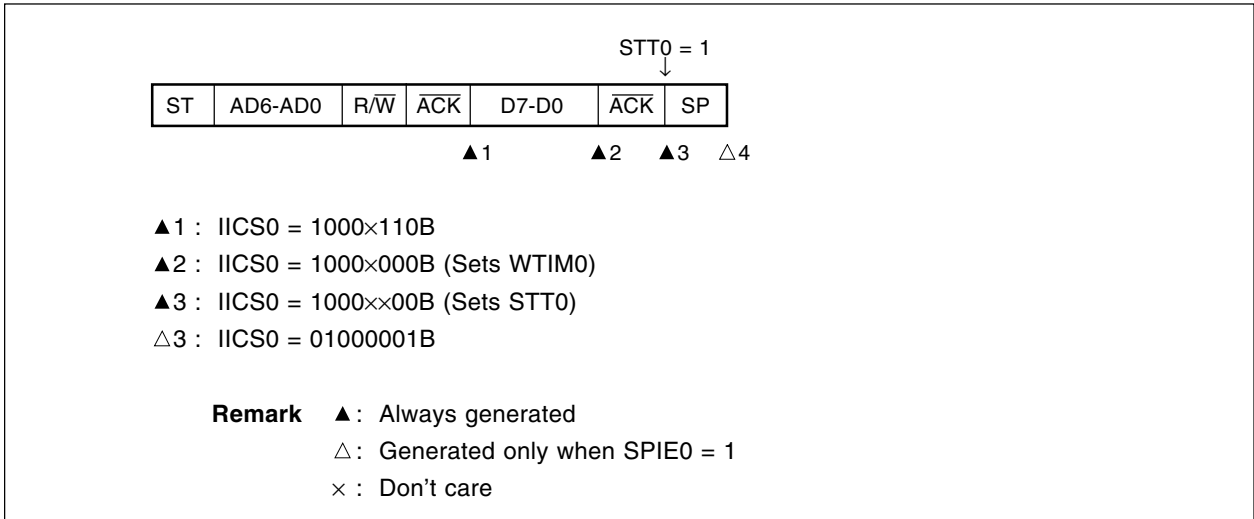 STT0 = 1
↓
ST AD6-AD0 R/W̅ A̅C̅K̅ D7-D0 A̅C̅K̅ SP
▲1 ▲2 ▲3 △4
▲1 : IICS0 = 1000×110B
▲2 : IICS0 = 1000×000B (Sets WTIM0)
▲3 : IICS0 = 1000××00B (Sets STT0)
△3 : IICS0 = 01000001B
Remark ▲ : Always generated
△ : Generated only when SPIE0 = 1
× : Don't care